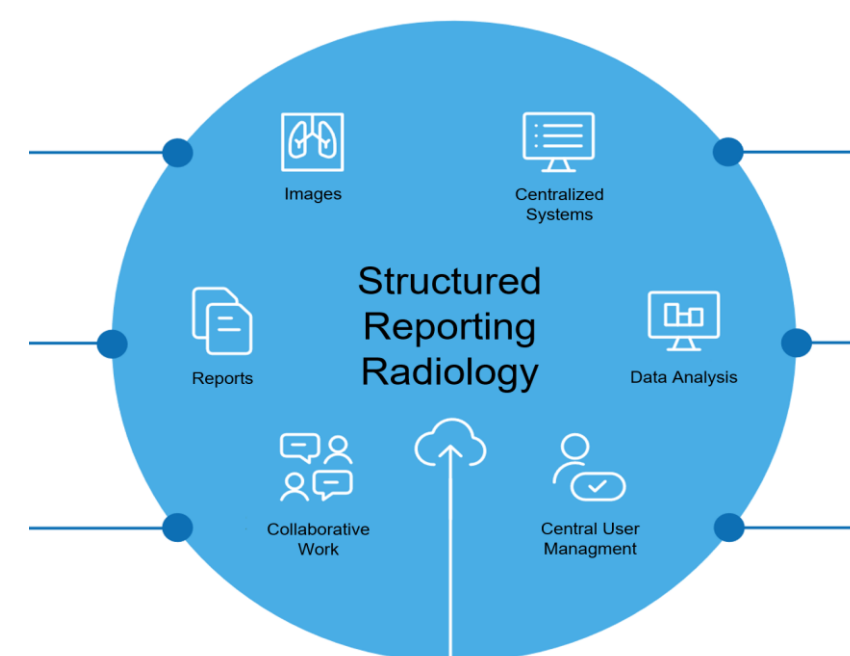 Images
Centralized
Systems
Structured
Reporting
Radiology
Reports
Data Analysis
Collaborative
Work
Central User
Managment